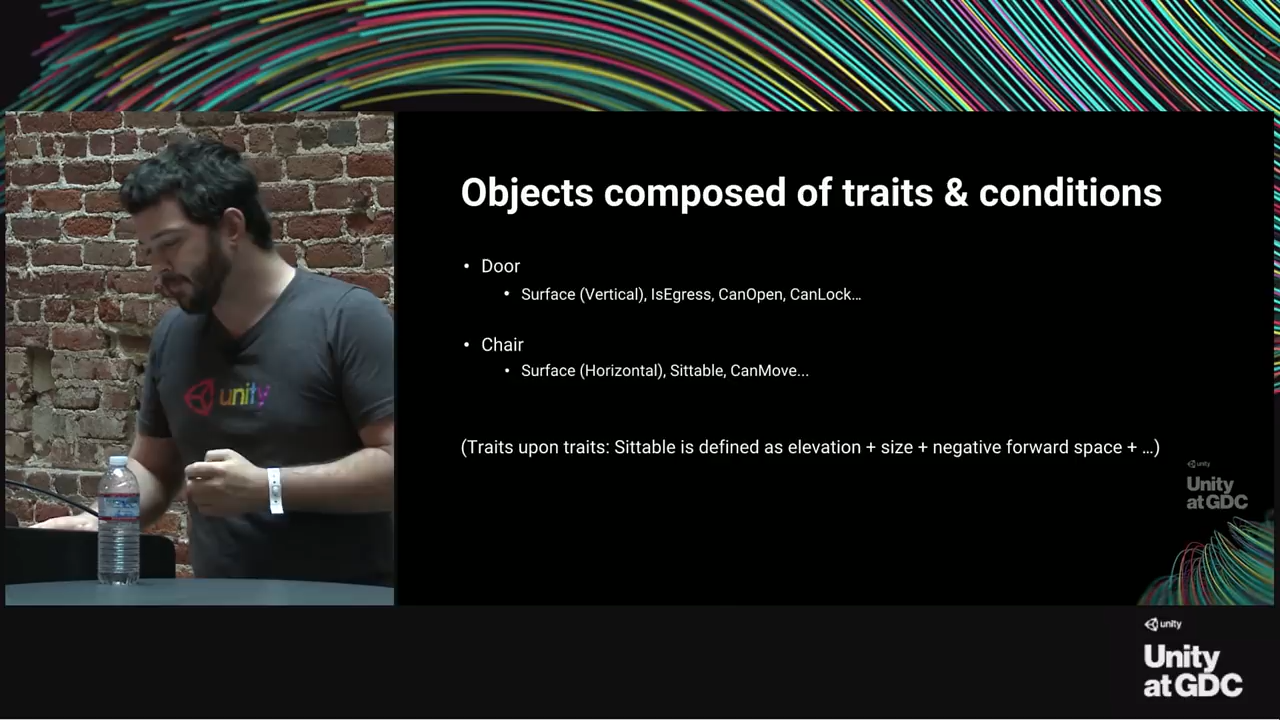 Objects composed of traits & conditions
• Door
• Surface (Vertical), IsEgress, CanOpen, CanLock…
• Chair
• Surface (Horizontal), Sittable, CanMove...
(Traits upon traits: Sittable is defined as elevation + size + negative forward space + …)
unity
unity
Unity
at GDC
unity
Unity
at GDC